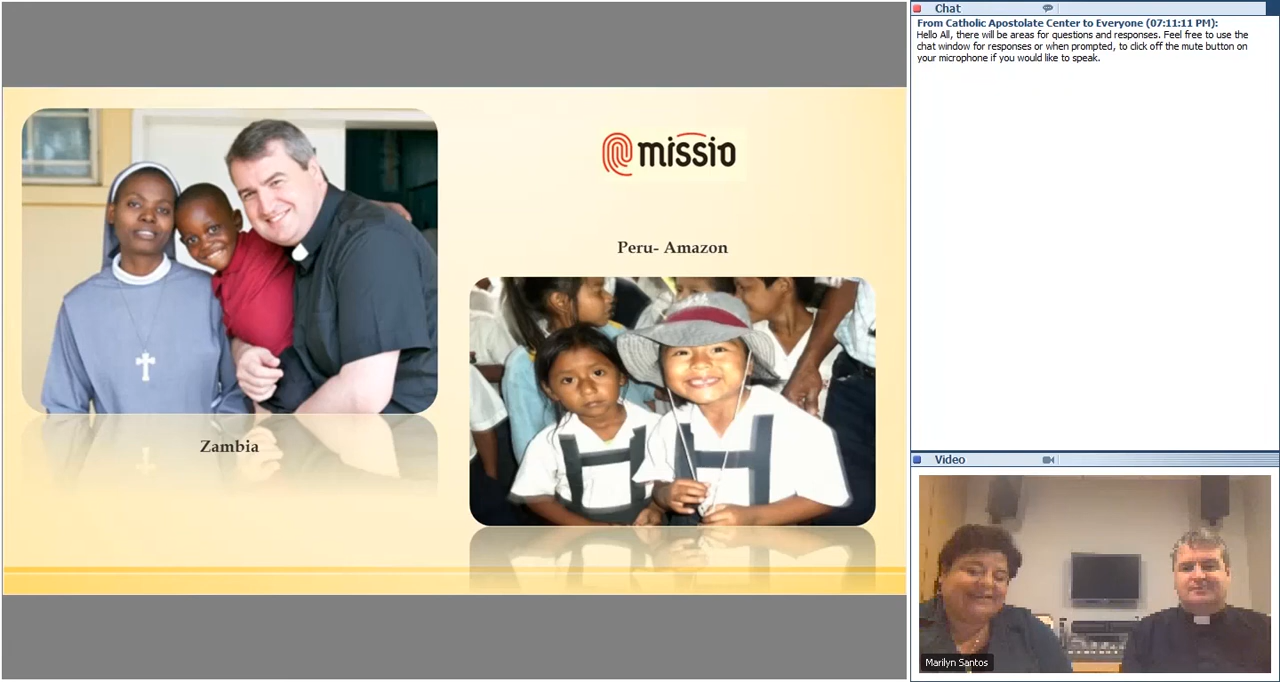 missio
Peru- Amazon
Zambia
Chat
From Catholic Apostolate Center to Everyone (07:11:11 PM):
Hello All, there will be areas for questions and responses. Feel free to use the
chat window for responses or when prompted, to click off the mute button on
your microphone if you would like to speak.
Video
Marilyn Santos